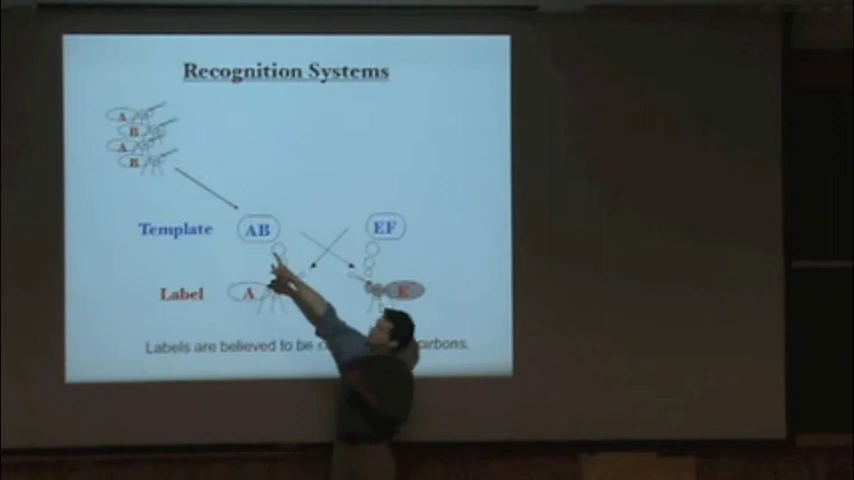 Recognition Systems
A
B
A
B
Template AB EF
Label A E
Labels are believed to be carbons.